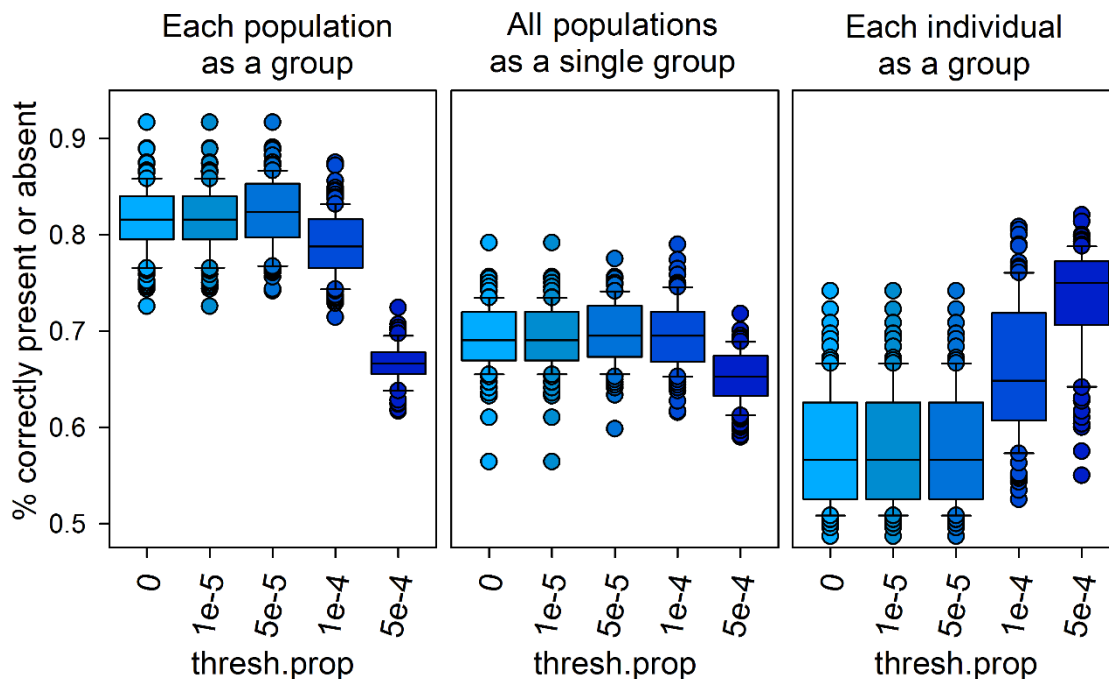 Each population
as a group
All populations
as a single group
Each individual
as a group
% correctly present or absent
0.9
0.8
0.7
0.6
0.5
0
1e-5
5e-5
1e-4
5e-4
thresh.prop
0
1e-5
5e-5
1e-4
5e-4
thresh.prop
0
1e-5
5e-5
1e-4
5e-4
thresh.prop